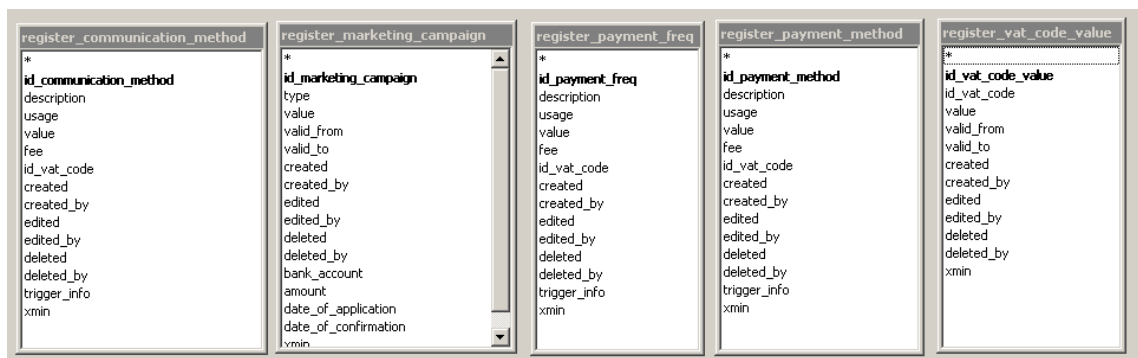 register_communication_method
*
id_communication_method
description
usage
value
fee
id_vat_code
created
created_by
edited
edited_by
deleted
deleted_by
trigger_info
xmin
register_marketing_campaign
*
id_marketing_campaign
type
value
valid_from
valid_to
created
created_by
edited
edited_by
deleted
deleted_by
bank_account
amount
date_of_application
date_of_confirmation
xmin
register_payment_freq
*
id_payment_freq
description
usage
value
fee
id_vat_code
created
created_by
edited
edited_by
deleted
deleted_by
trigger_info
xmin
register_payment_method
*
id_payment_method
description
usage
value
fee
id_vat_code
created
created_by
edited
edited_by
deleted
deleted_by
trigger_info
xmin
register_vat_code_value
*
id_vat_code_value
id_vat_code
value
valid_from
valid_to
created
created_by
edited
edited_by
deleted
deleted_by
xmin